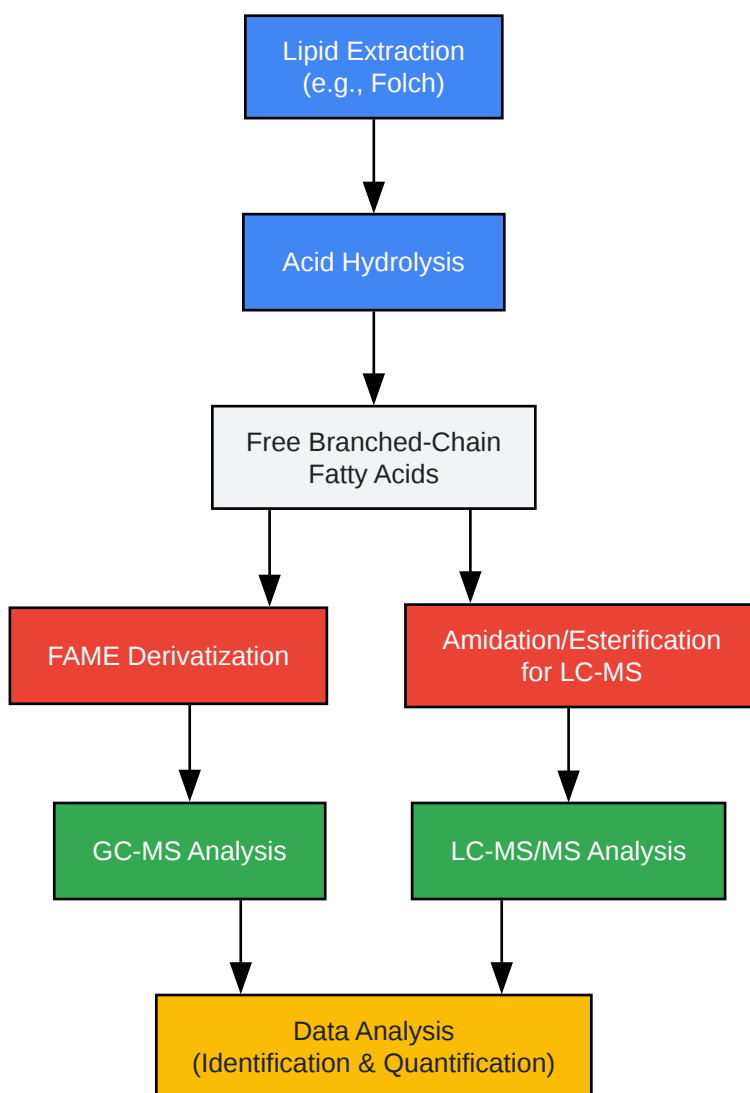 Lipid Extraction
(e.g., Folch)
Acid Hydrolysis
Free Branched-Chain
Fatty Acids
FAME Derivatization
Amidation/Esterification
for LC-MS
GC-MS Analysis
LC-MS/MS Analysis
Data Analysis
(Identification & Quantification)